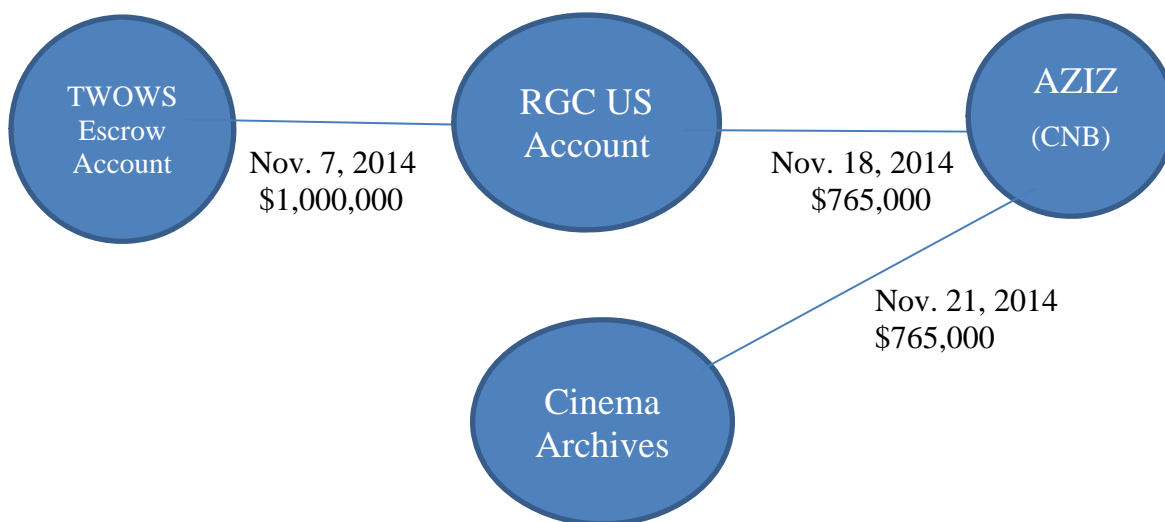 TWOWS
Escrow
Account
Nov. 7, 2014
$1,000,000
RGC US
Account
Nov. 18, 2014
$765,000
AZIZ
(CNB)
Nov. 21, 2014
$765,000
Cinema
Archives